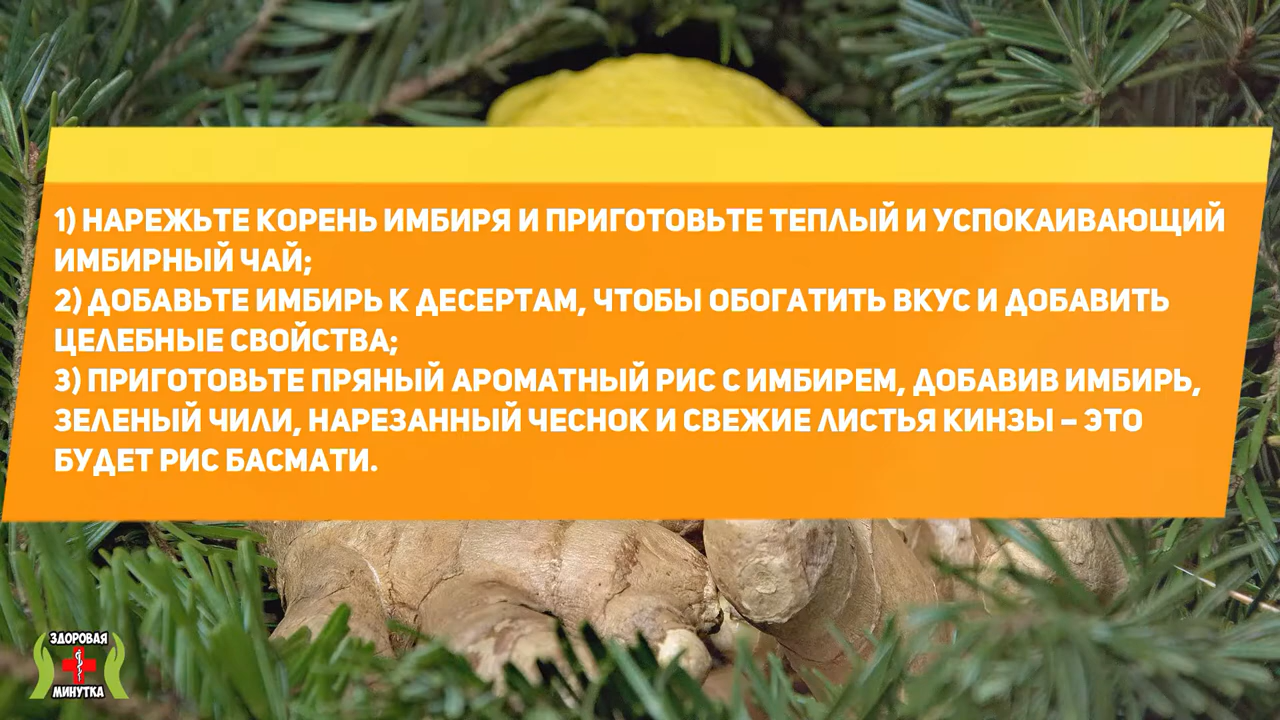 1) НАРЕЖЬТЕ КОРЕНЬ ИМБИРЯ И ПРИГОТОВЬТЕ ТЕПЛЫЙ И УСПОКАИВАЮЩИЙ
ИМБИРНЫЙ ЧАЙ;
2) ДОБАВЬТЕ ИМБИРЬ К ДЕСЕРТАМ, ЧТОБЫ ОБОГАТИТЬ ВКУС И ДОБАВИТЬ
ЦЕЛЕБНЫЕ СВОЙСТВА;
3) ПРИГОТОВЬТЕ ПРЯНЫЙ АРОМАТНЫЙ РИС С ИМБИРЕМ, ДОБАВИВ ИМБИРЬ,
ЗЕЛЕНЫЙ ЧИЛИ, НАРЕЗАННЫЙ ЧЕСНОК И СВЕЖИЕ ЛИСТЬЯ КИНЗЫ – ЭТО
БУДЕТ РИС БАСМАТИ.
ЗДОРОВАЯ
МИНУТКА